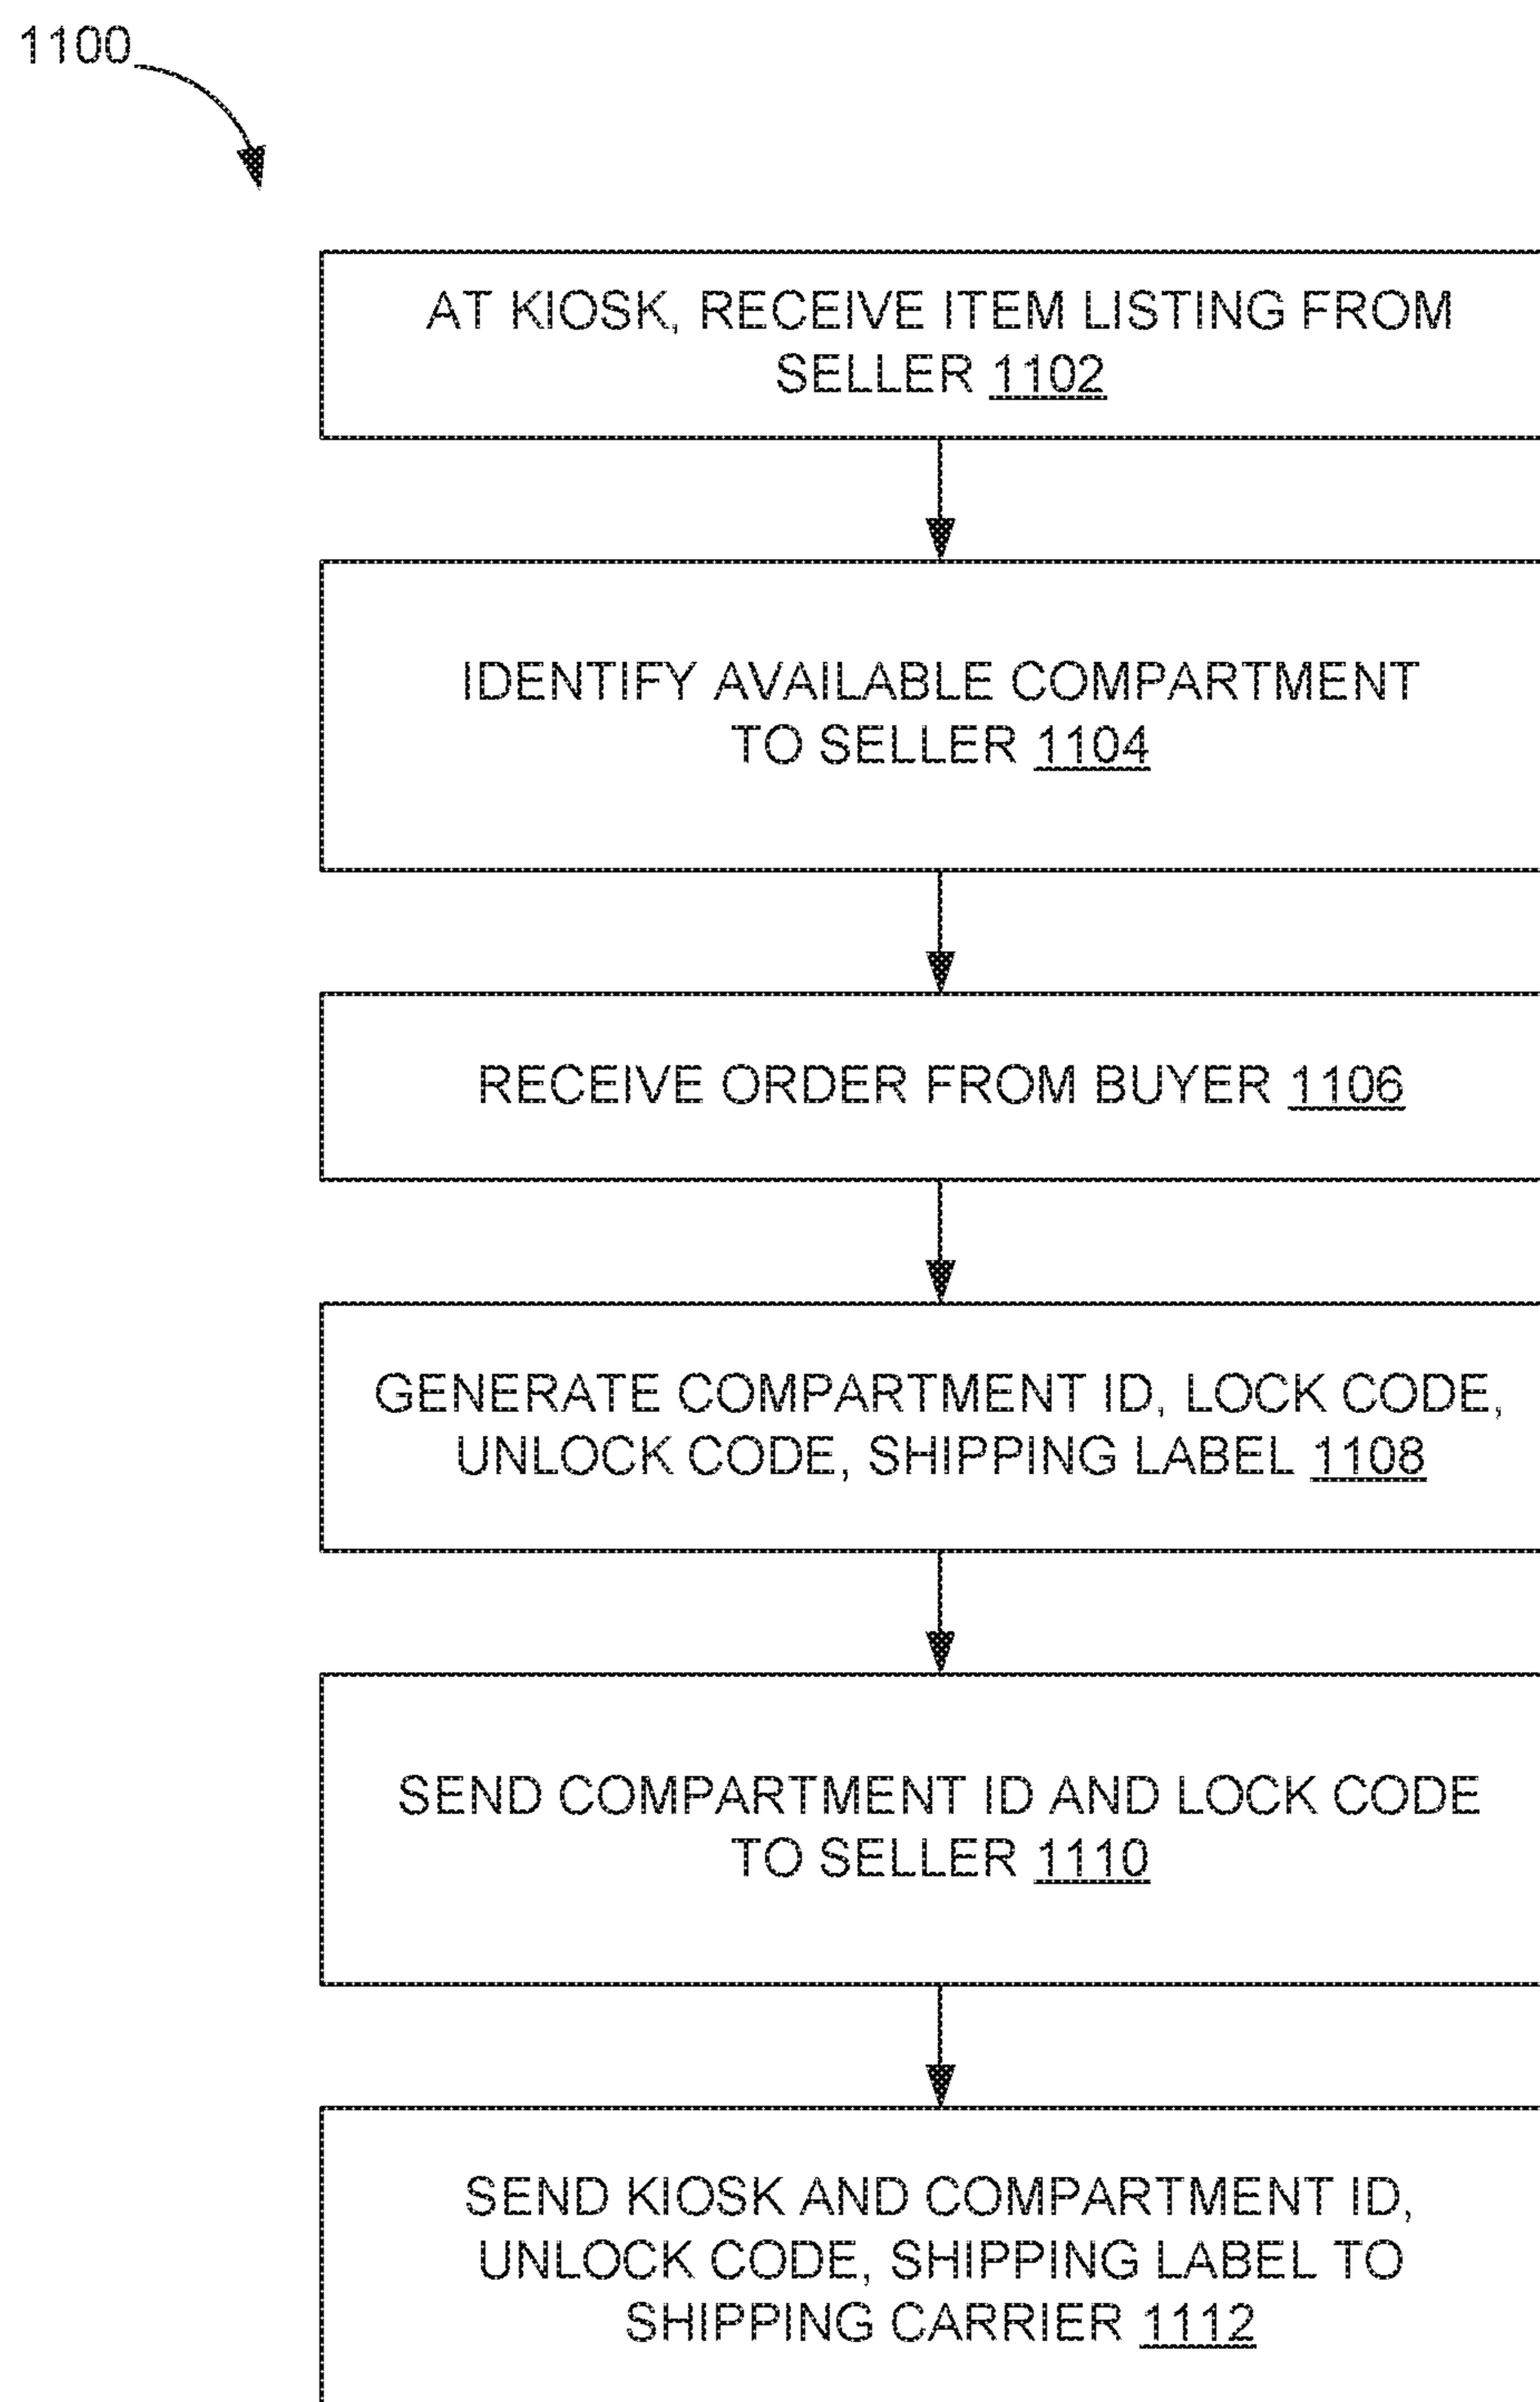 1100
AT KIOSK, RECEIVE ITEM LISTING FROM
SELLER 1102
IDENTIFY AVAILABLE COMPARTMENT
TO SELLER 1104
RECEIVE ORDER FROM BUYER 1106
GENERATE COMPARTMENT ID, LOCK CODE,
UNLOCK CODE, SHIPPING LABEL 1108
SEND COMPARTMENT ID AND LOCK CODE
TO SELLER 1110
SEND KIOSK AND COMPARTMENT ID,
UNLOCK CODE, SHIPPING LABEL TO
SHIPPING CARRIER 1112